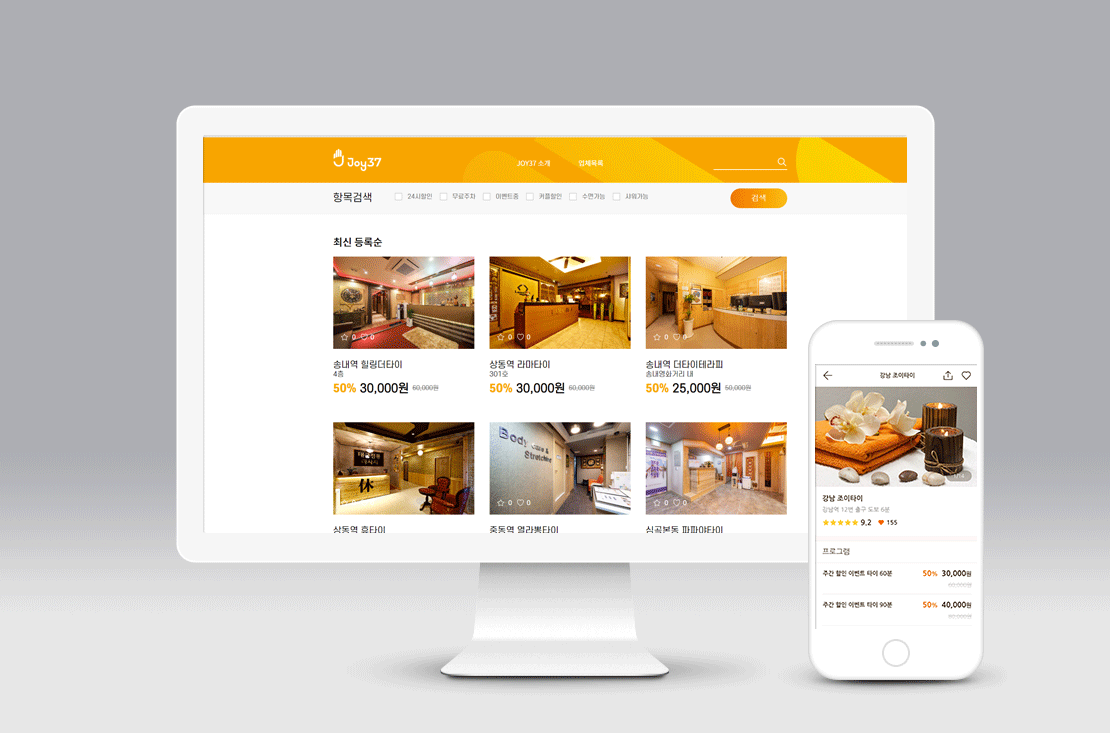 Joy37
JOY37 소개
업체목록
항목검색
24시할인
무료주차
이벤트중
커플할인
수면가능
샤워가능
검색
최신 등록순
0 0
0 0
0 0
송내역 힐링더타이
4층
50% 30,000원 60,000원
상동역 라마타이
301호
50% 30,000원 60,000원
송내역 더타이테라피
송내영화거리 내
50% 25,000원 50,000원
休
Body Care &
Stretching
0 0
0 0
상동역 휴타이
중동역 열라뽕타이
심곡본동 파파야타이
강남 조이타이
강남 조이타이
강남역 12번 출구 도보 6분
9,2 155
프로그램
주간 할인 이벤트 타이 60분 50% 30,000원
60,000원
주간 할인 이벤트 타이 90분 50% 40,000원
80,000원